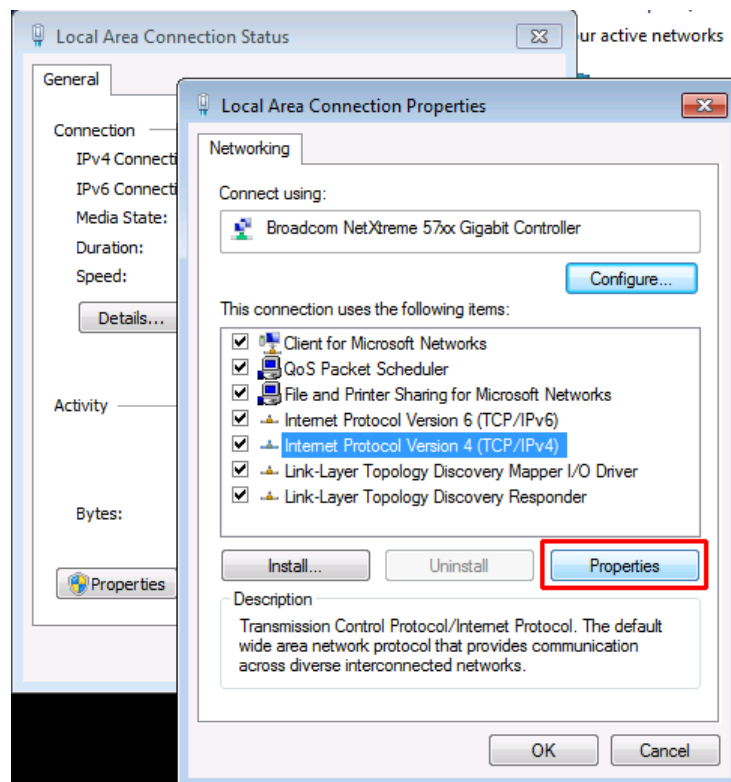 Local Area Connection Status
ur active networks
General
Connection
IPv4 Connecti
IPv6 Connecti
Media State:
Duration:
Speed:
Details...
Activity
Bytes:
Properties
Local Area Connection Properties
Networking
Connect using:
Broadcom NetXtreme 57xx Gigabit Controller
Configure...
This connection uses the following items:
Client for Microsoft Networks
QoS Packet Scheduler
File and Printer Sharing for Microsoft Networks
Internet Protocol Version 6 (TCP/IPv6)
Internet Protocol Version 4 (TCP/IPv4)
Link-Layer Topology Discovery Mapper I/O Driver
Link-Layer Topology Discovery Responder
Install...
Uninstall
Properties
Description
Transmission Control Protocol/Internet Protocol. The default
wide area network protocol that provides communication
across diverse interconnected networks.
OK
Cancel